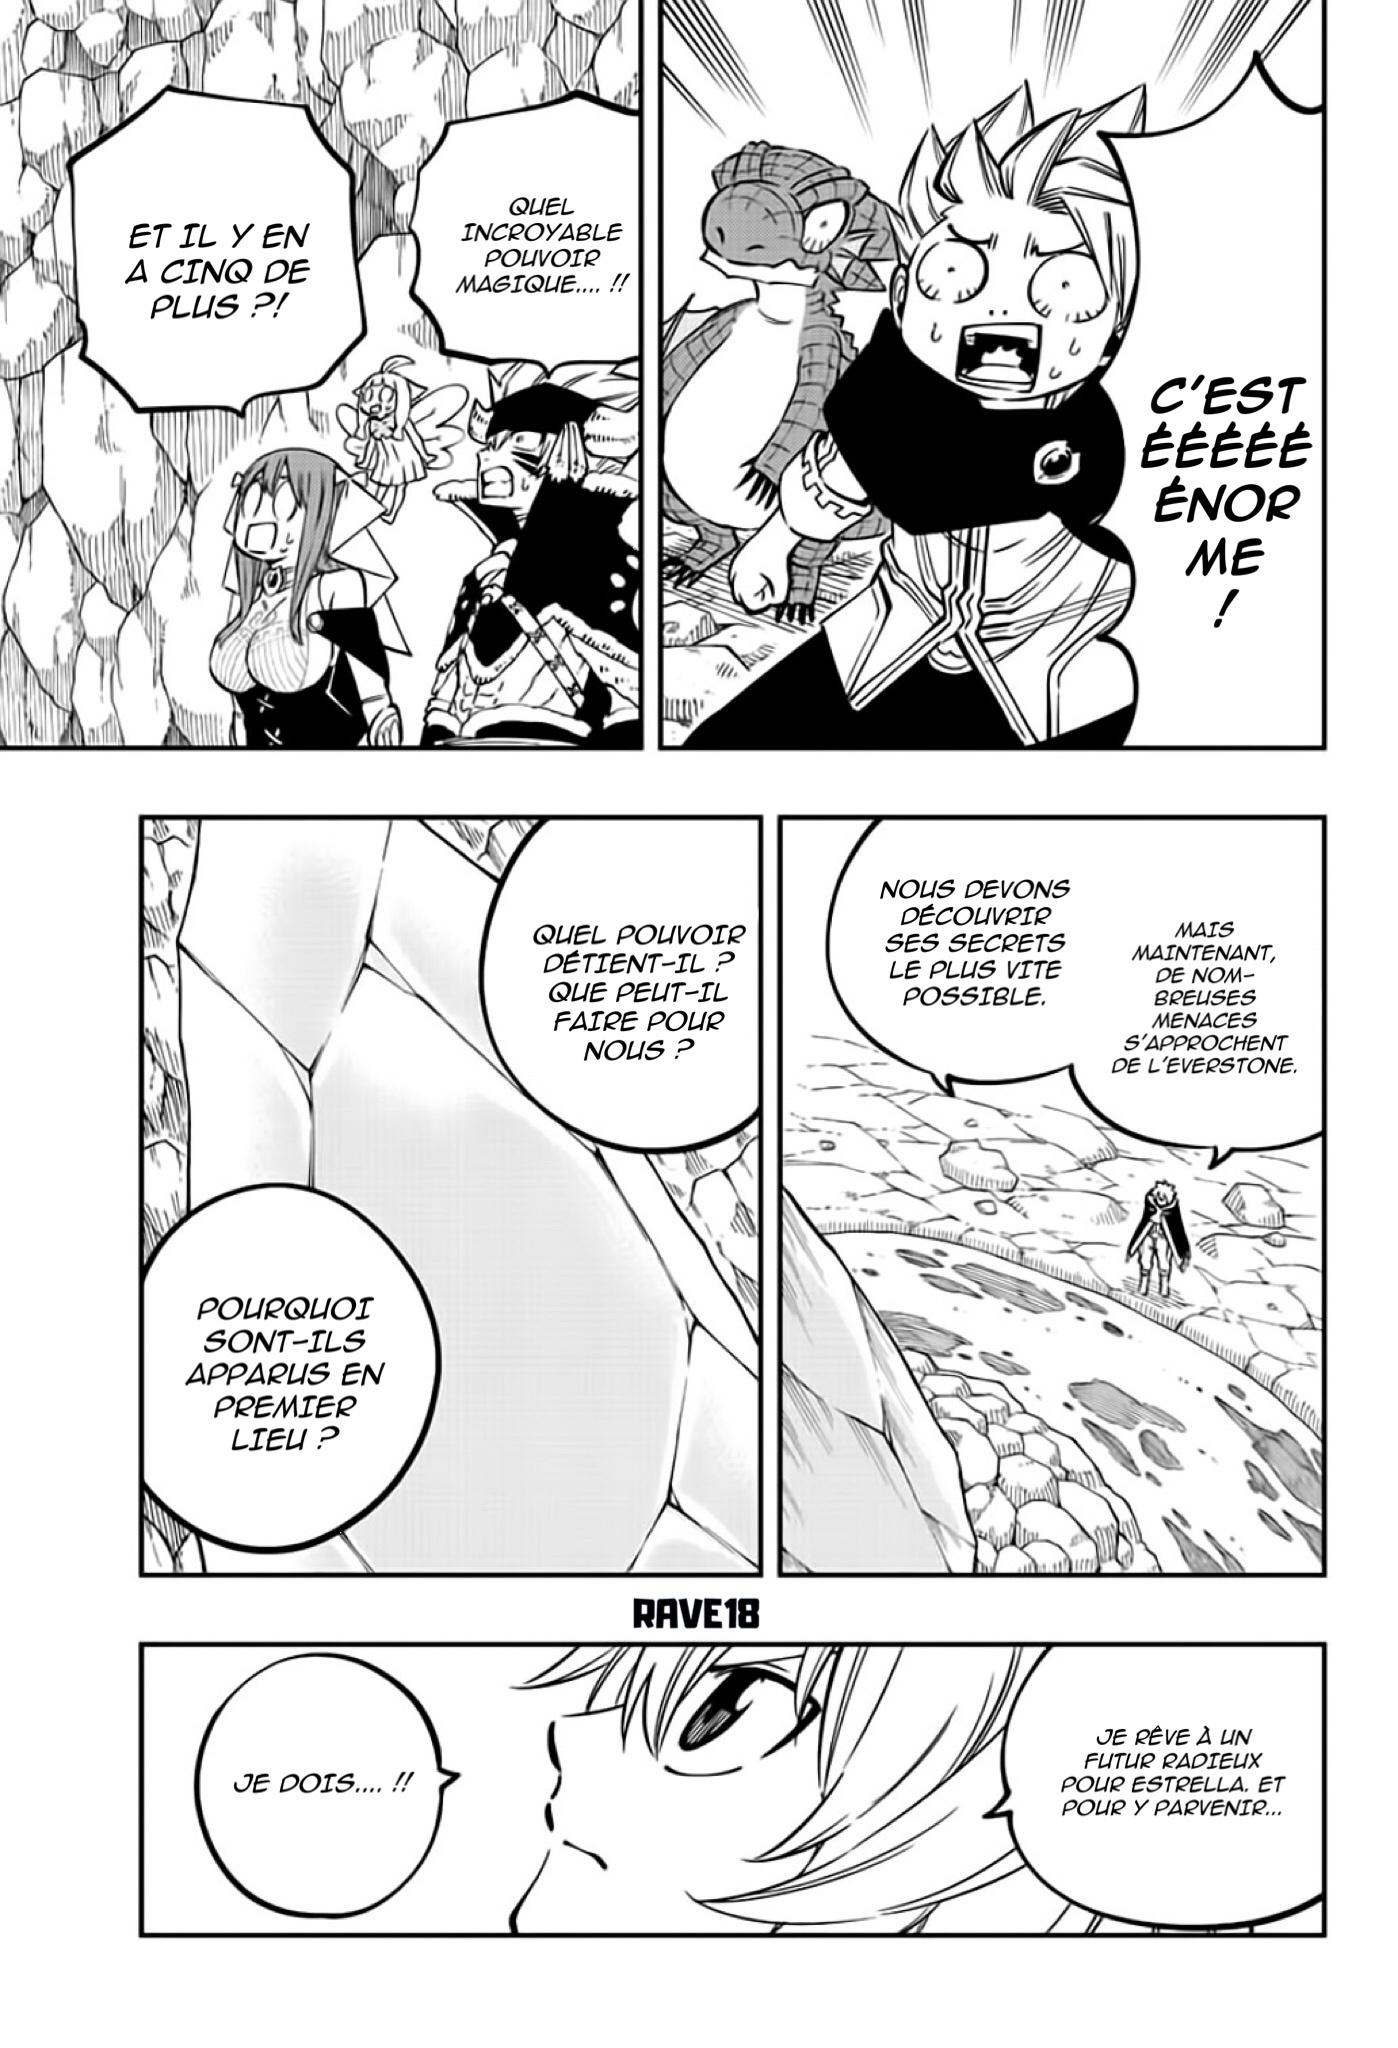 C'EST
ÉÉÉÉÉ
ÉNOR
ME
!
QUEL
INCROYABLE
POUVOIR
MAGIQUE.... !!
ET IL Y EN
A CINQ DE
PLUS ?!
MAIS
MAINTENANT,
DE NOM-
BREUSES
MENACES
S'APPROCHENT
DE L'EVERSTONE.
NOUS DEVONS
DÉCOUVRIR
SES SECRETS
LE PLUS VITE
POSSIBLE.
QUEL POUVOIR
DÉTIENT-IL ?
QUE PEUT-IL
FAIRE POUR
NOUS ?
POURQUOI
SONT-ILS
APPARUS EN
PREMIER
LIEU ?
RAVE18
JE RÊVE À UN
FUTUR RADIEUX
POUR ESTRELLA. ET
POUR Y PARVENIR...
JE DOIS.... !!